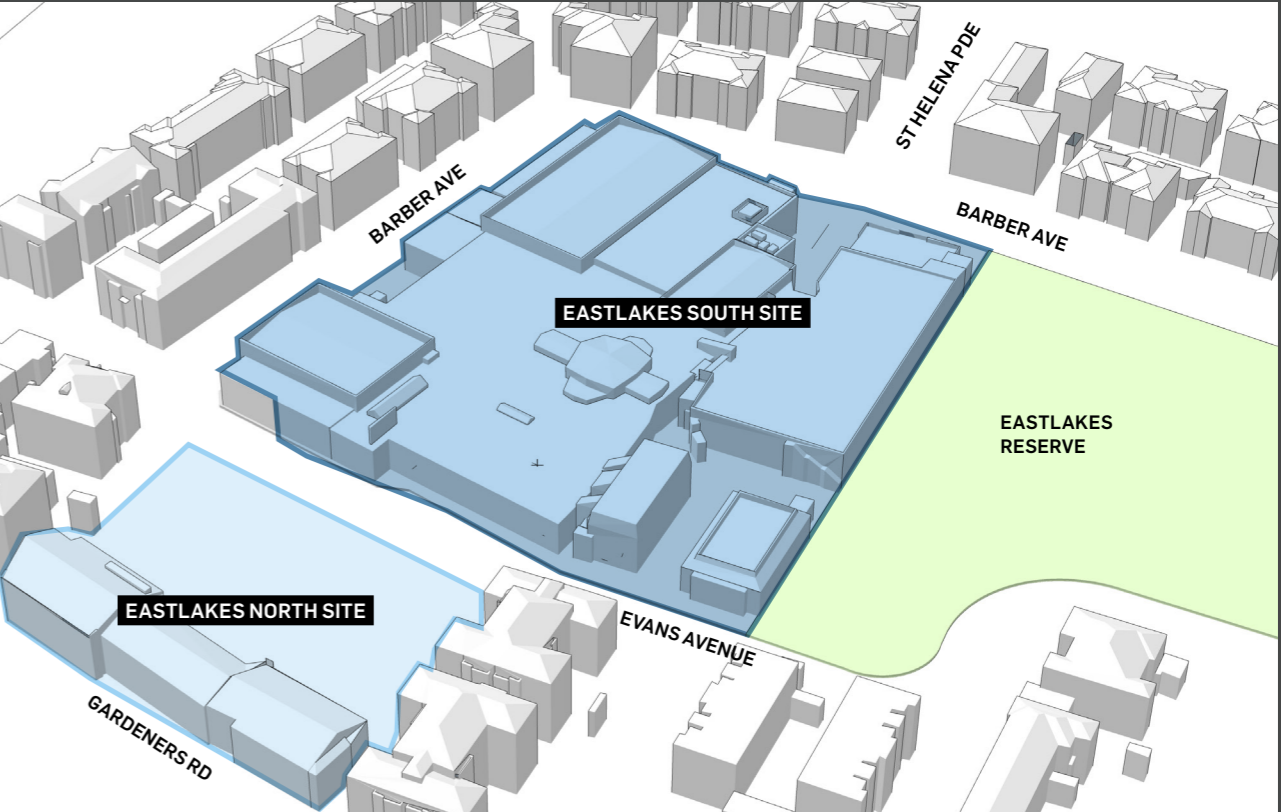 ST HELENA PDE
BARBER AVE
BARBER AVE
EASTLAKES SOUTH SITE
EASTLAKES
RESERVE
EASTLAKES NORTH SITE
EVANS AVENUE
GARDENERS RD